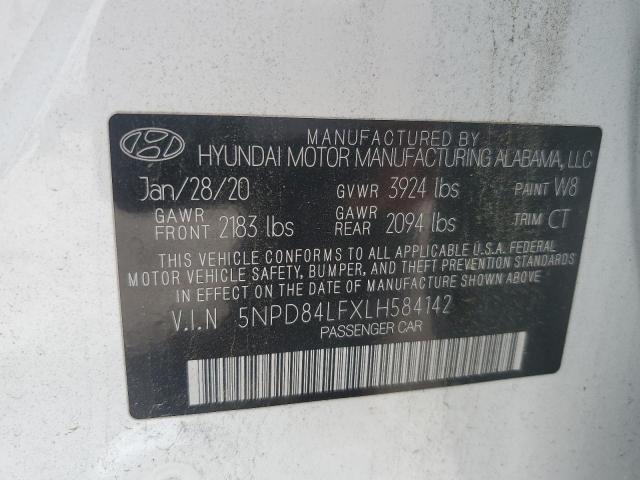 MANUFACTURED BY
HYUNDAI MOTOR MANUFACTURING ALABAMA, LLC
Jan/28/20 GVWR 3924 lbs PAINT W8
GAWR FRONT 2183 lbs GAWR REAR 2094 lbs TRIM CT
THIS VEHICLE CONFORMS TO ALL APPLICABLE U.S.A. FEDERAL
MOTOR VEHICLE SAFETY, BUMPER, AND THEFT PREVENTION STANDARDS
IN EFFECT ON THE DATE OF MANUFACTURE SHOWN ABOVE.
V.I.N 5NPD84LFXLH584142
PASSENGER CAR